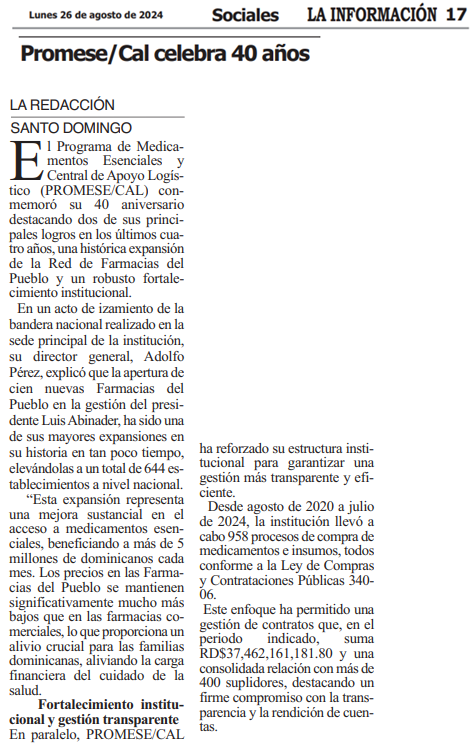 Lunes 26 de agosto de 2024 Sociales LA INFORMACIÓN 17
Promese/Cal celebra 40 años
LA REDACCIÓN
SANTO DOMINGO
El Programa de Medica-
mentos Esenciales y
Central de Apoyo Logís-
tico (PROMESE/CAL) con-
memoró su 40 aniversario
destacando dos de sus princi-
pales logros en los últimos cua-
tro años, una histórica expansión
de la Red de Farmacias del
Pueblo y un robusto fortale-
cimiento institucional.
En un acto de izamiento de la
bandera nacional realizado en la
sede principal de la institución,
su director general, Adolfo
Pérez, explicó que la apertura de
cien nuevas Farmacias del
Pueblo en la gestión del presi-
dente Luis Abinader, ha sido una
de sus mayores expansiones en
su historia en tan poco tiempo,
elevándolas a un total de 644 es-
tablecimientos a nivel nacional.
“Esta expansión representa
una mejora sustancial en el
acceso a medicamentos esen-
ciales, beneficiando a más de 5
millones de dominicanos cada
mes. Los precios en las Farma-
cias del Pueblo se mantienen
significativamente mucho más
bajos que en las farmacias co-
merciales, lo que proporciona un
alivio crucial para las familias
dominicanas, aliviando la carga
financiera del cuidado de la
salud.
Fortalecimiento institu-
cional y gestión transparente
En paralelo, PROMESE/CAL
ha reforzado su estructura insti-
tucional para garantizar una
gestión más transparente y efi-
ciente.
Desde agosto de 2020 a julio
de 2024, la institución llevó a
cabo 958 procesos de compra de
medicamentos e insumos, todos
conforme a la Ley de Compras
y Contrataciones Públicas 340-
06.
Este enfoque ha permitido una
gestión de contratos que, en el
periodo indicado, suma
RD$37,462,161,181.80 y una
consolidada relación con más de
400 suplidores, destacando un
firme compromiso con la trans-
parencia y la rendición de cuen-
tas.